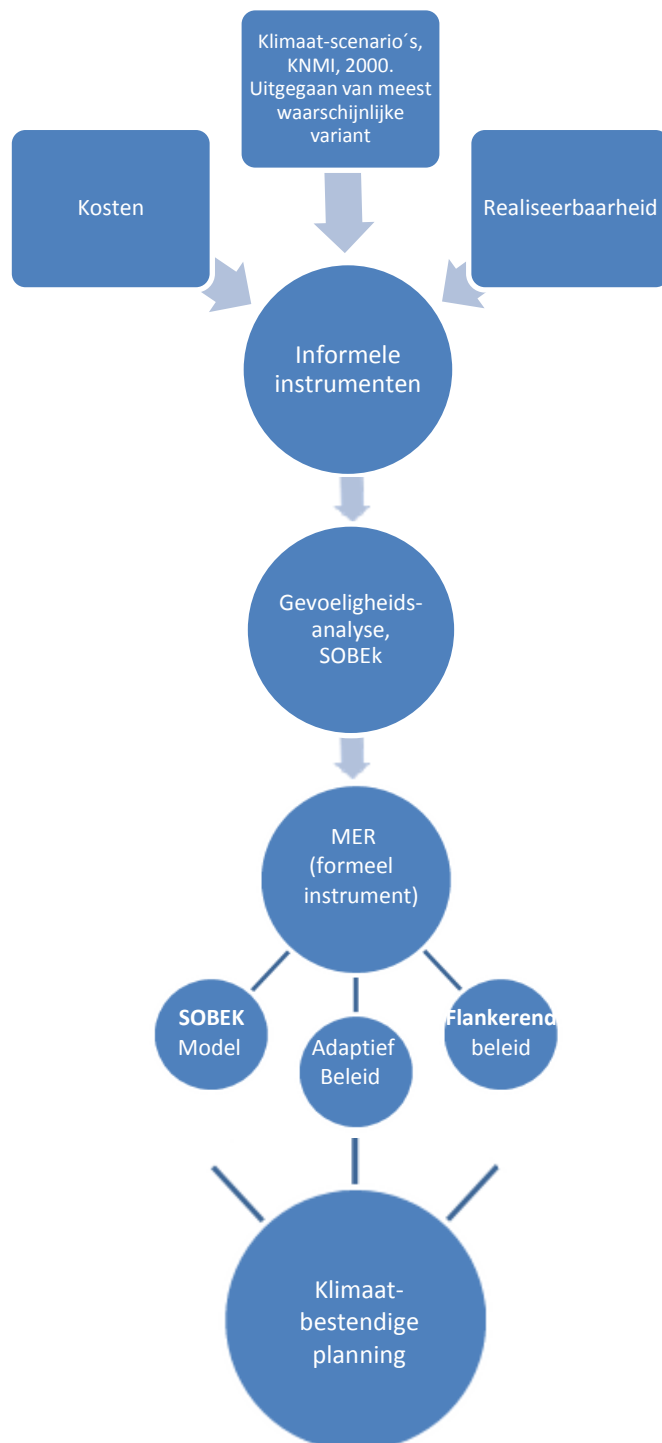 Klimaat-scenario´s,
KNMI, 2000.
Uitgegaan van meest
waarschijnlijke
variant
Kosten
Realiseerbaarheid
Informele
instrumenten
Gevoeligheids-
analyse,
SOBEk
MER
(formeel
instrument)
SOBEK
Model
Adaptief
Beleid
Flankerend
beleid
Klimaat-
bestendige
planning